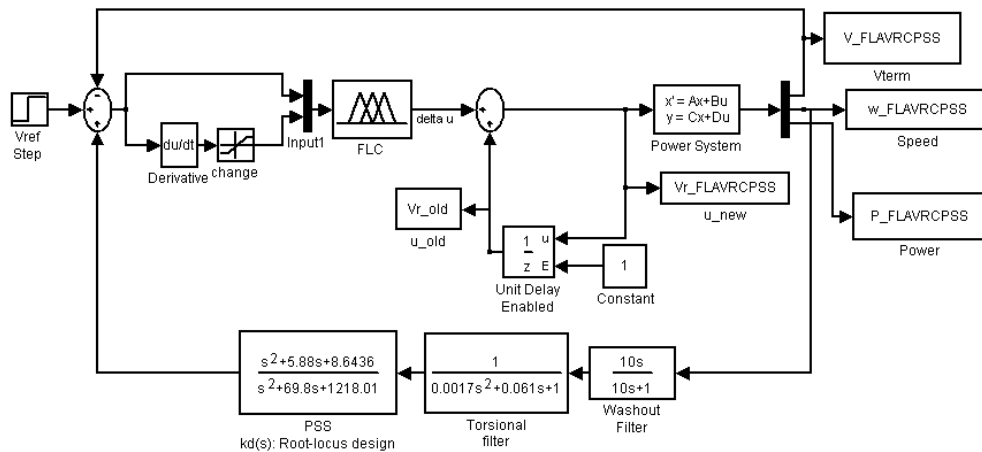 V_FLAVRCPSS
Vterm
Vref
Step
du/dt
Derivative
change
Input1
FLC
delta u
x' = Ax+Bu
y = Cx+Du
Power System
w_FLAVRCPSS
Speed
Vr_old
u_old
Vr_FLAVRCPSS
u_new
P_FLAVRCPSS
Power
1
z
u
E
Unit Delay
Enabled
1
Constant
s²+5.88s+8.6436
s²+69.8s+1218.01
PSS
kd(s): Root-locus design
1
0.0017s²+0.061s+1
Torsional
filter
10s
10s+1
Washout
Filter